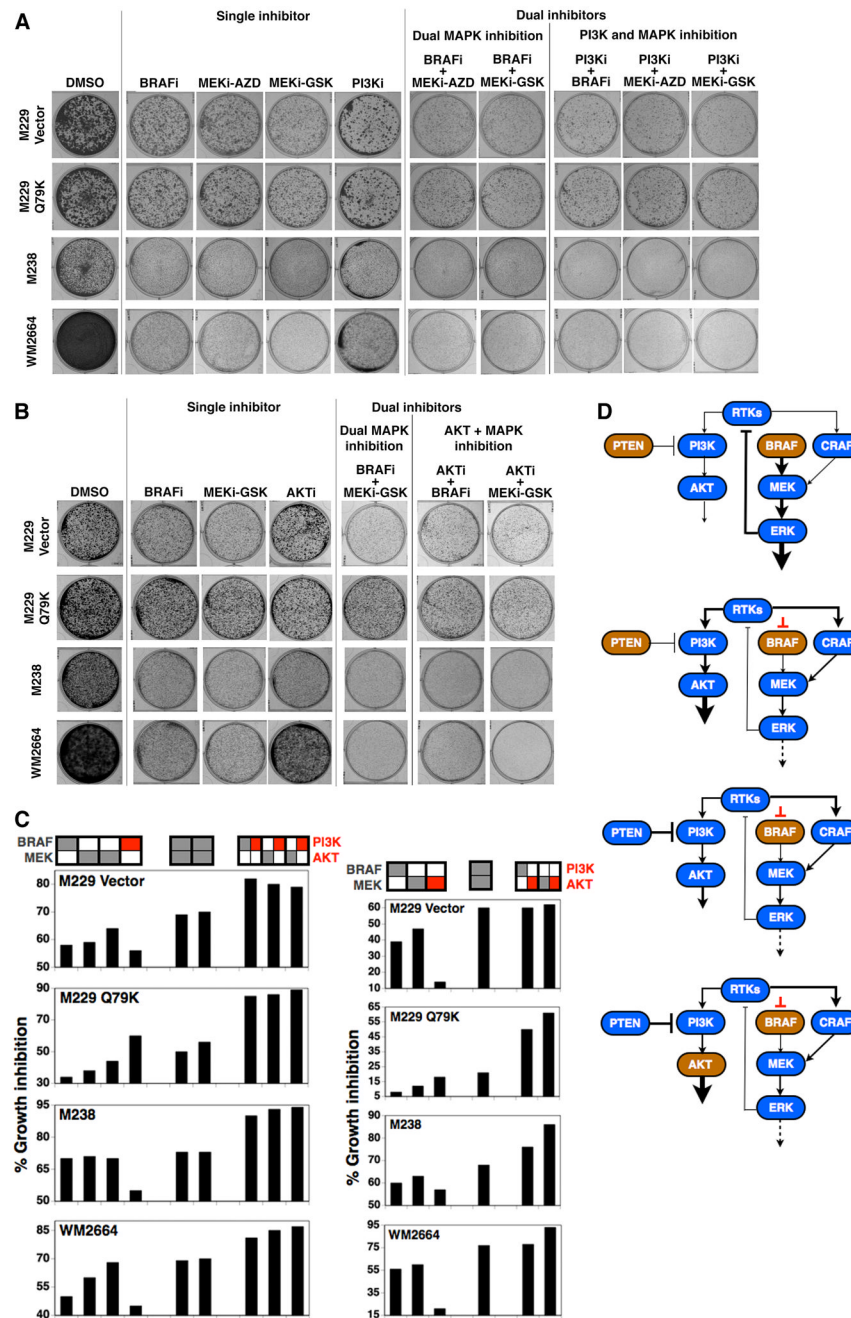 A
Single inhibitor
Dual inhibitors
Dual MAPK inhibition
PI3K and MAPK inhibition
DMSO
BRAFi
MEKi-AZD
MEKi-GSK
PI3Ki
BRAFi
+
MEKi-AZD
BRAFi
+
MEKi-GSK
PI3Ki
+
BRAFi
PI3Ki
+
MEKi-AZD
PI3Ki
+
MEKi-GSK
M229
Vector
M229
Q79K
M238
WM2664
B
Single inhibitor
Dual inhibitors
Dual MAPK
inhibition
AKT + MAPK
inhibition
DMSO
BRAFi
MEKi-GSK
AKTi
BRAFi
+
MEKi-GSK
AKTi
+
BRAFi
AKTi
+
MEKi-GSK
M229
Vector
M229
Q79K
M238
WM2664
C
BRAF
MEK
PI3K
AKT
% Growth inhibition
M229 Vector
80
70
60
50
M229 Q79K
90
70
50
30
M238
95
80
65
50
WM2664
85
70
55
40
BRAF
MEK
PI3K
AKT
% Growth inhibition
M229 Vector
60
50
40
30
20
10
M229 Q79K
65
55
45
35
25
15
5
M238
90
80
70
60
50
WM2664
95
75
55
35
15
D
RTKs
PTEN
PI3K
BRAF
CRAF
AKT
MEK
ERK
RTKs
PTEN
PI3K
BRAF
CRAF
AKT
MEK
ERK
RTKs
PTEN
PI3K
BRAF
CRAF
AKT
MEK
ERK
RTKs
PTEN
PI3K
BRAF
CRAF
AKT
MEK
ERK